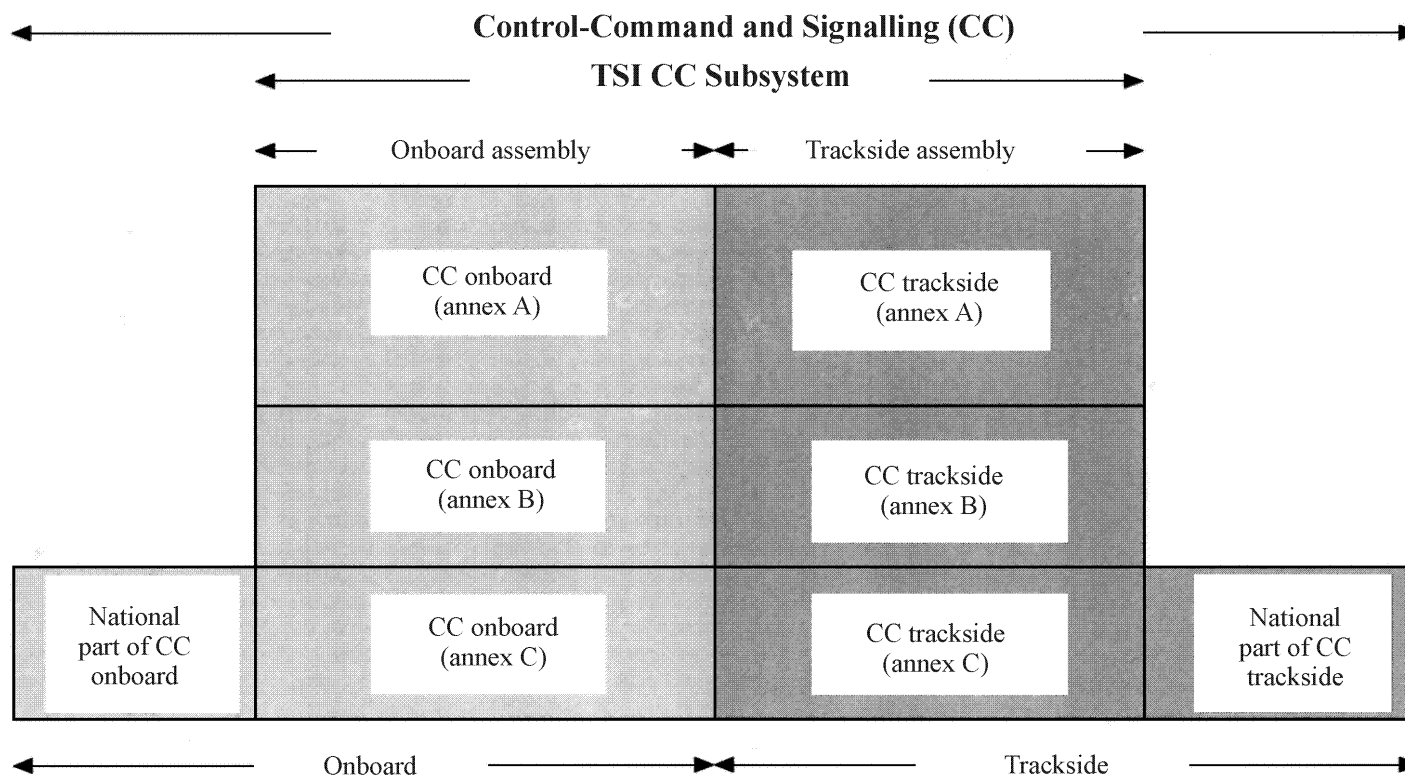 Control-Command and Signalling (CC)
TSI CC Subsystem
Onboard assembly
Trackside assembly
CC onboard
(annex A)
CC trackside
(annex A)
CC onboard
(annex B)
CC trackside
(annex B)
National
part of CC
onboard
CC onboard
(annex C)
CC trackside
(annex C)
National
part of CC
trackside
Onboard
Trackside